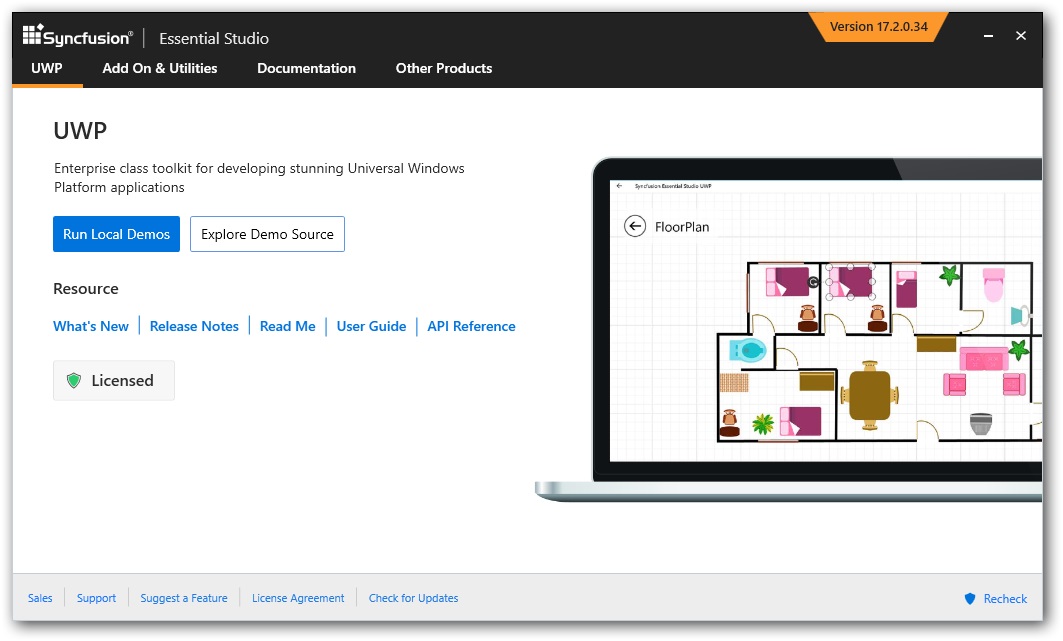 Syncfusion® Essential Studio
Version 17.2.0.34
UWP Add On & Utilities Documentation Other Products
UWP
Enterprise class toolkit for developing stunning Universal Windows
Platform applications
Run Local Demos Explore Demo Source
Resource
What's New Release Notes Read Me User Guide API Reference
Licensed
Syncfusion Essential Studio UWP
FloorPlan
Sales Support Suggest a Feature License Agreement Check for Updates
Recheck